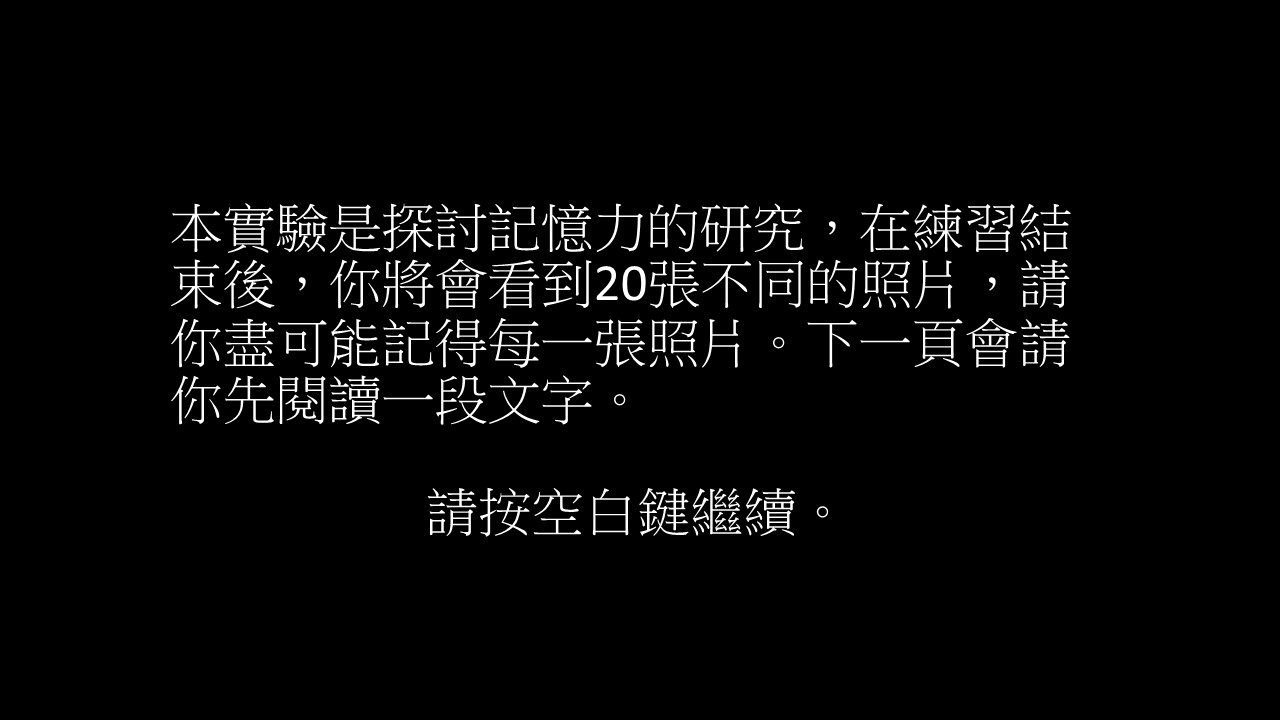 本實驗是探討記憶力的研究，在練習結
束後，你將會看到20張不同的照片，請
你盡可能記得每一張照片。下一頁會請
你先閱讀一段文字。
請按空白鍵繼續。